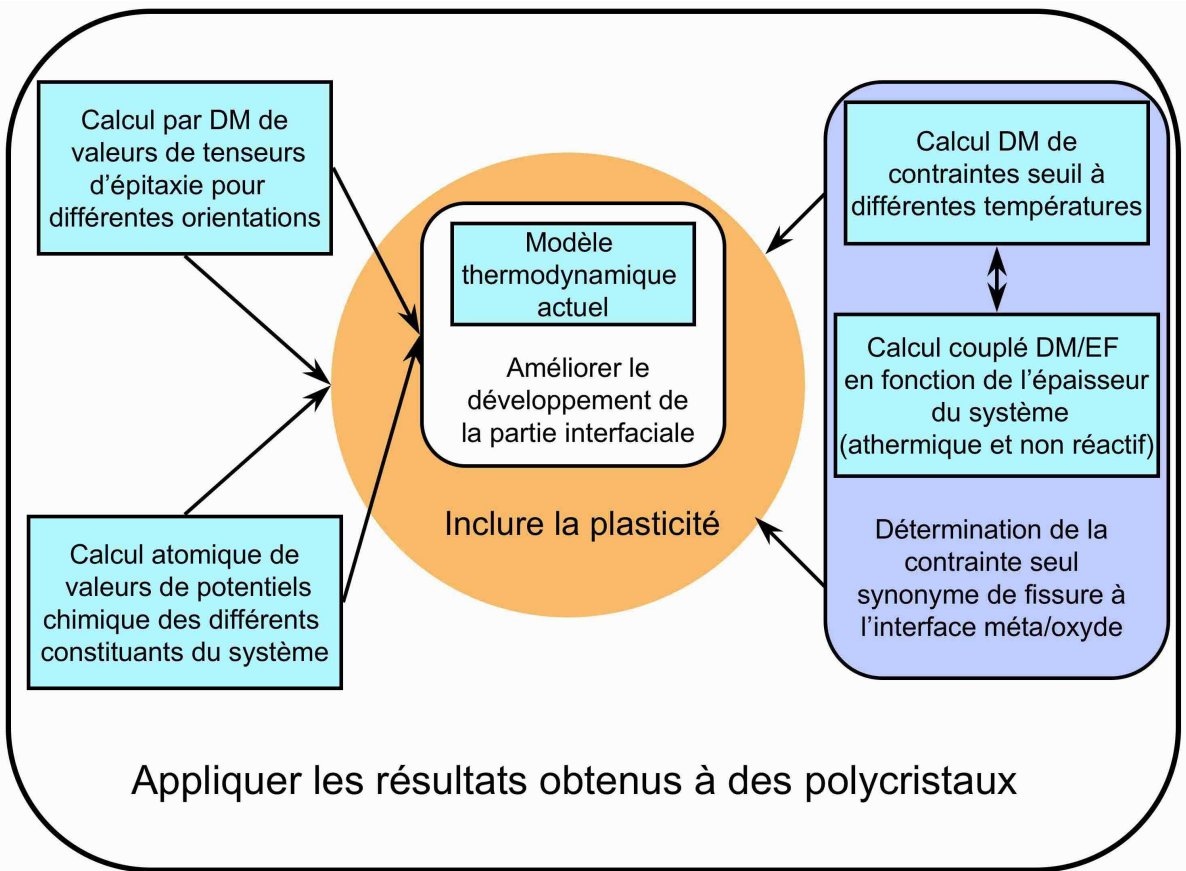 Calcul par DM de
valeurs de tenseurs
d'épitaxie pour
différentes orientations
Calcul atomique de
valeurs de potentiels
chimique des différents
constituants du système
Modèle
thermodynamique
actuel
Améliorer le
développement de
la partie interfaciale
Inclure la plasticité
Calcul DM de
contraintes seuil à
différentes températures
Calcul couplé DM/EF
en fonction de l'épaisseur
du système
(athermique et non réactif)
Détermination de la
contrainte seul
synonyme de fissure à
l'interface méta/oxyde
Appliquer les résultats obtenus à des polycristaux